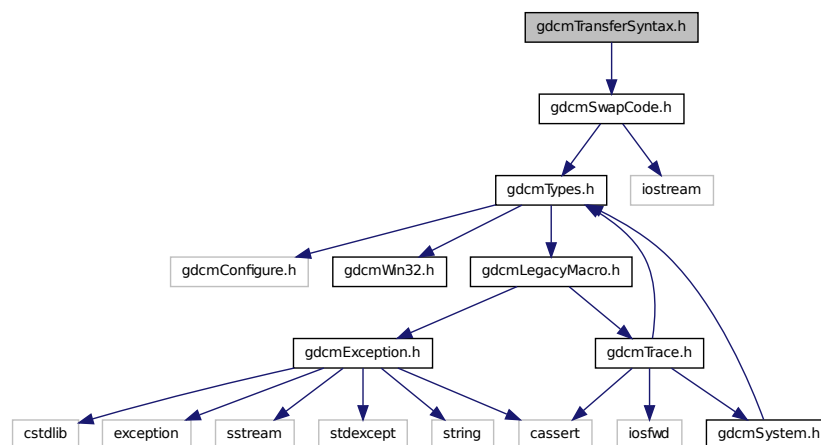 gdcmTransferSyntax.h
gdcmSwapCode.h
gdcmTypes.h
iostream
gdcmConfigure.h
gdcmWin32.h
gdcmLegacyMacro.h
gdcmException.h
gdcmTrace.h
cstdlib
exception
sstream
stdexcept
string
cassert
iosfwd
gdcmSystem.h